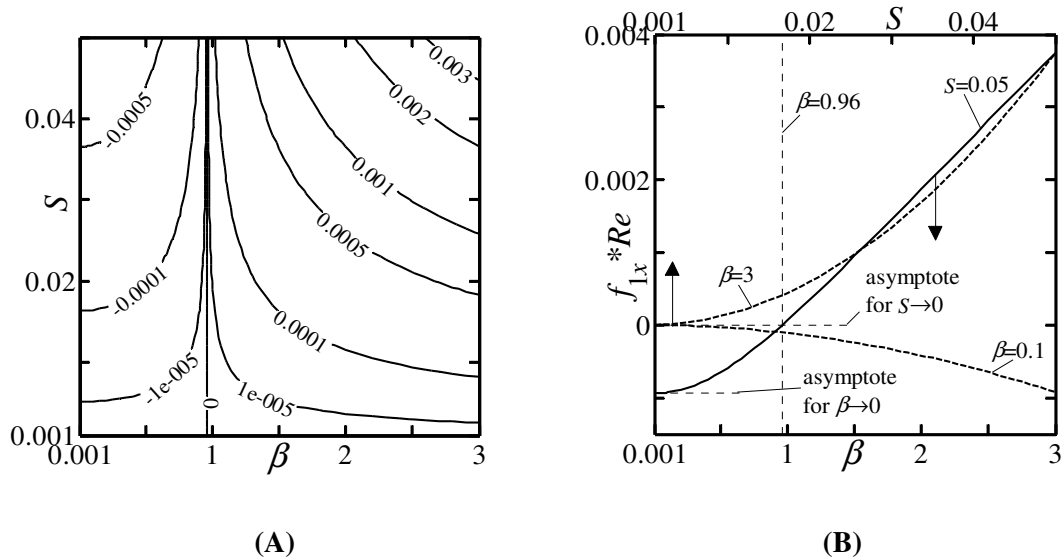 0.003
0.002
-0.0005
0.04
0.001
S
0.0005
0.02
-0.0001
0.0001
-1e-005
1e-005
0
0.001
0.001
1
β
2
3
(A)
0.001
0.02
S
0.04
0.004
β=0.96
S=0.05
0.002
f1x*Re
β=3
asymptote
for S→0
0
β=0.1
asymptote
for β→0
0.001
1
β
2
3
(B)